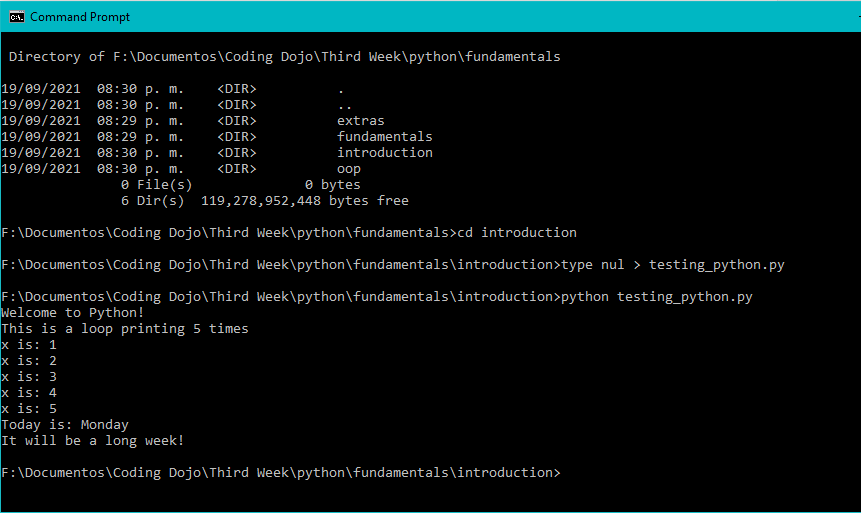 Command Prompt
Directory of F:\Documentos\Coding Dojo\Third Week\python\fundamentals
19/09/2021  08:30 p. m.    <DIR>          .
19/09/2021  08:30 p. m.    <DIR>          ..
19/09/2021  08:29 p. m.    <DIR>          extras
19/09/2021  08:29 p. m.    <DIR>          fundamentals
19/09/2021  08:30 p. m.    <DIR>          introduction
19/09/2021  08:30 p. m.    <DIR>          oop
0 File(s)              0 bytes
6 Dir(s)  119,278,952,448 bytes free
F:\Documentos\Coding Dojo\Third Week\python\fundamentals>cd introduction
F:\Documentos\Coding Dojo\Third Week\python\fundamentals\introduction>type nul > testing_python.py
F:\Documentos\Coding Dojo\Third Week\python\fundamentals\introduction>python testing_python.py
Welcome to Python!
This is a loop printing 5 times
x is: 1
x is: 2
x is: 3
x is: 4
x is: 5
Today is: Monday
It will be a long week!
F:\Documentos\Coding Dojo\Third Week\python\fundamentals\introduction>